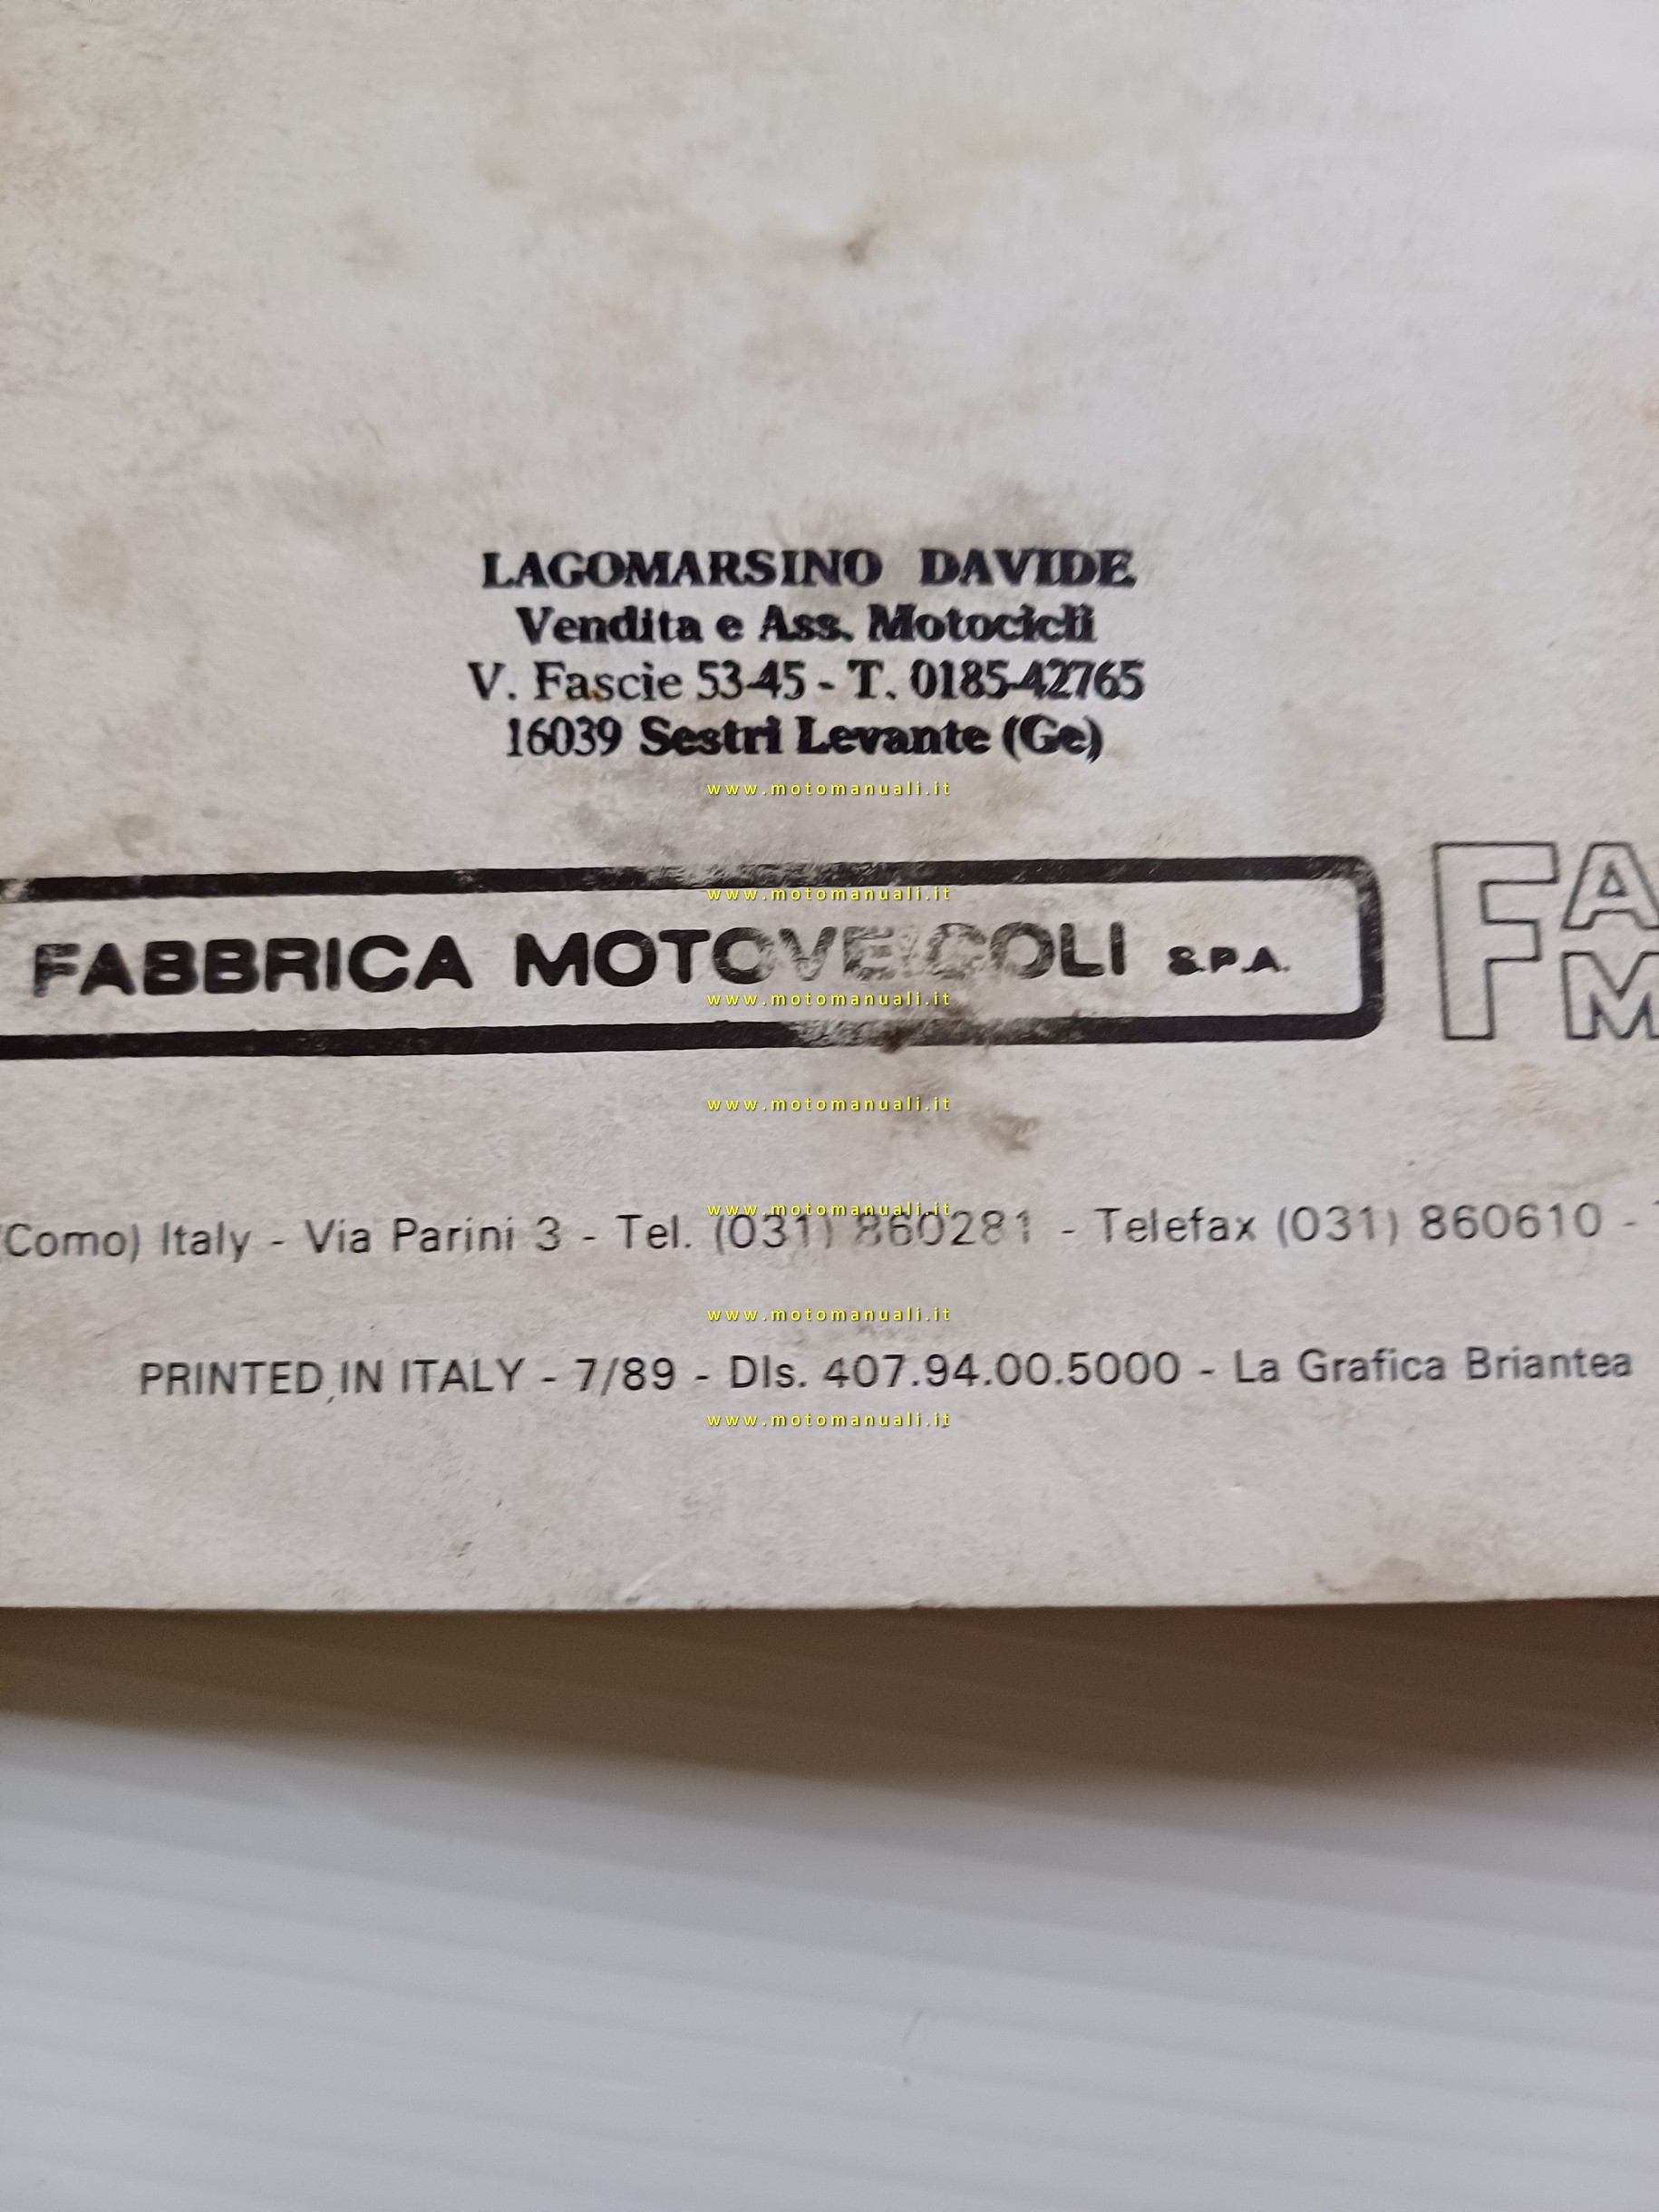 LAGOMARSINO DAVIDE
Vendita e Ass. Motocicli
V. Fascie 53-45 - T. 0185-42765
16039 Sestri Levante (Ge)
www.motomanuali.it
www.motomanuali.it
FABBRICA MOTOVEICOLI S.P.A.
FA
M
www.motomanuali.it
www.motomanuali.it
www.motomanuali.it
(Como) Italy - Via Parini 3 - Tel. (031) 860281 - Telefax (031) 860610 -
www.motomanuali.it
PRINTED IN ITALY - 7/89 - Dls. 407.94.00.5000 - La Grafica Briantea
www.motomanuali.it